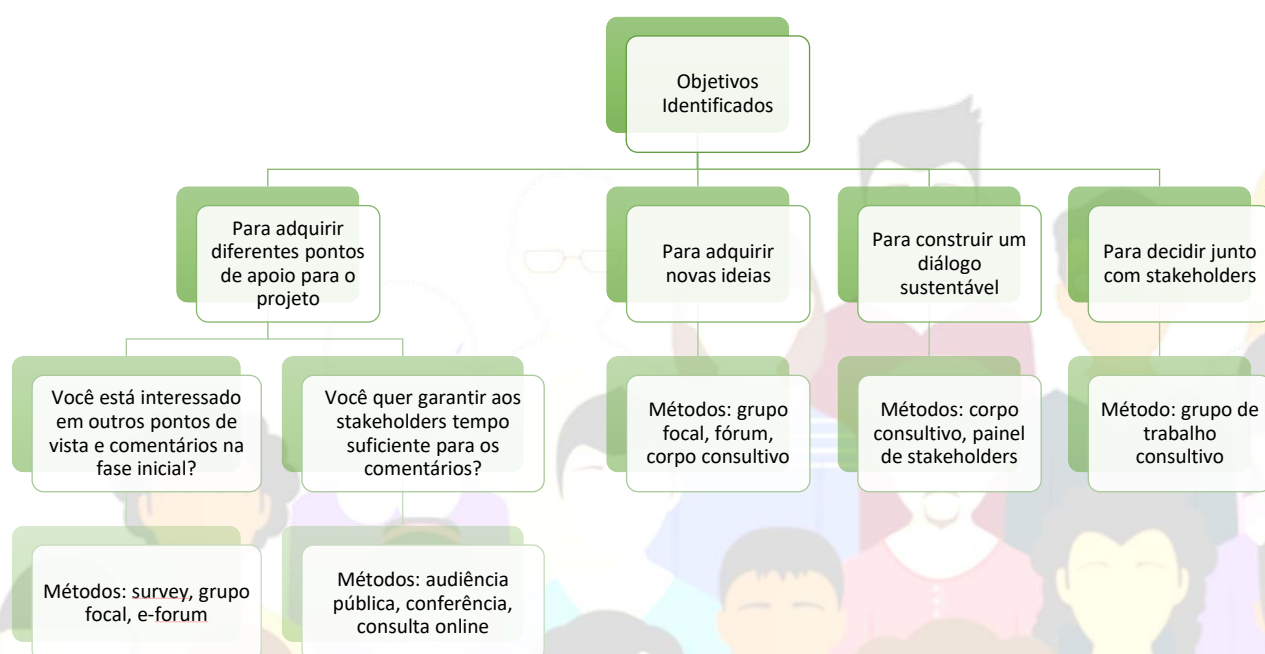 Objetivos
Identificados
Para adquirir
diferentes pontos
de apoio para o
projeto
Para adquirir
novas ideias
Para construir um
diálogo
sustentável
Para decidir junto
com stakeholders
Você está interessado
em outros pontos de
vista e comentários na
fase inicial?
Você quer garantir aos
stakeholders tempo
suficiente para os
comentários?
Métodos: grupo
focal, fórum,
corpo consultivo
Métodos: corpo
consultivo, painel
de stakeholders
Método: grupo de
trabalho
consultivo
Métodos: survey, grupo
focal, e-forum
Métodos: audiência
pública, conferência,
consulta online